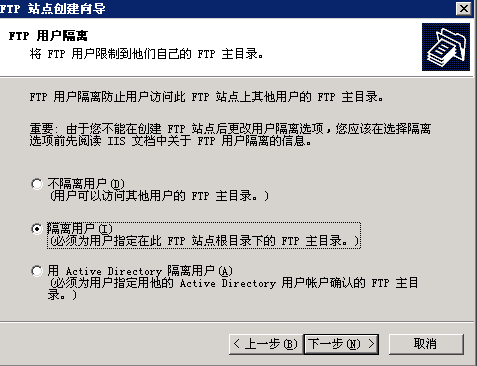 FTP 站点创建向导
FTP 用户隔离
将 FTP 用户限制到他们自己的 FTP 主目录。
FTP 用户隔离防止用户访问此 FTP 站点上其他用户的 FTP 主目录。
重要: 由于您不能在创建 FTP 站点后更改用户隔离选项，您应该在选择隔离
选项前先阅读 IIS 文档中关于 FTP 用户隔离的信息。
不隔离用户(D)
(用户可以访问其他用户的 FTP 主目录。)
隔离用户(I)
(必须为用户指定在此 FTP 站点根目录下的 FTP 主目录。)
用 Active Directory 隔离用户(A)
(必须为用户指定用他的 Active Directory 用户帐户确认的 FTP 主目
录。)
< 上一步(B) 下一步(N) > 取消